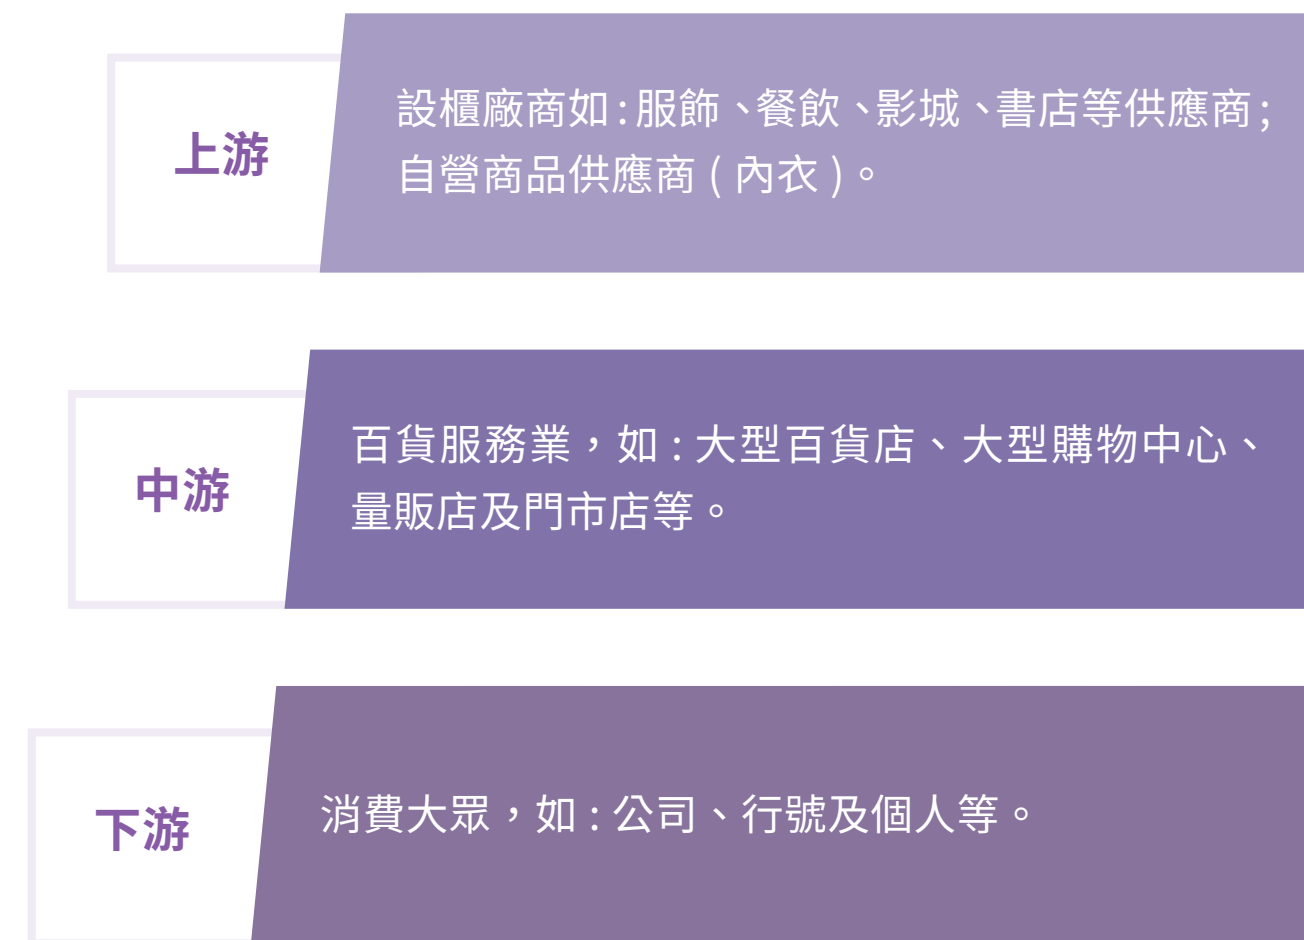 上游
設櫃廠商如:服飾、餐飲、影城、書店等供應商;
自營商品供應商(內衣)。
中游
百貨服務業,如:大型百貨店、大型購物中心、
量販店及門市店等。
下游
消費大眾,如:公司、行號及個人等。